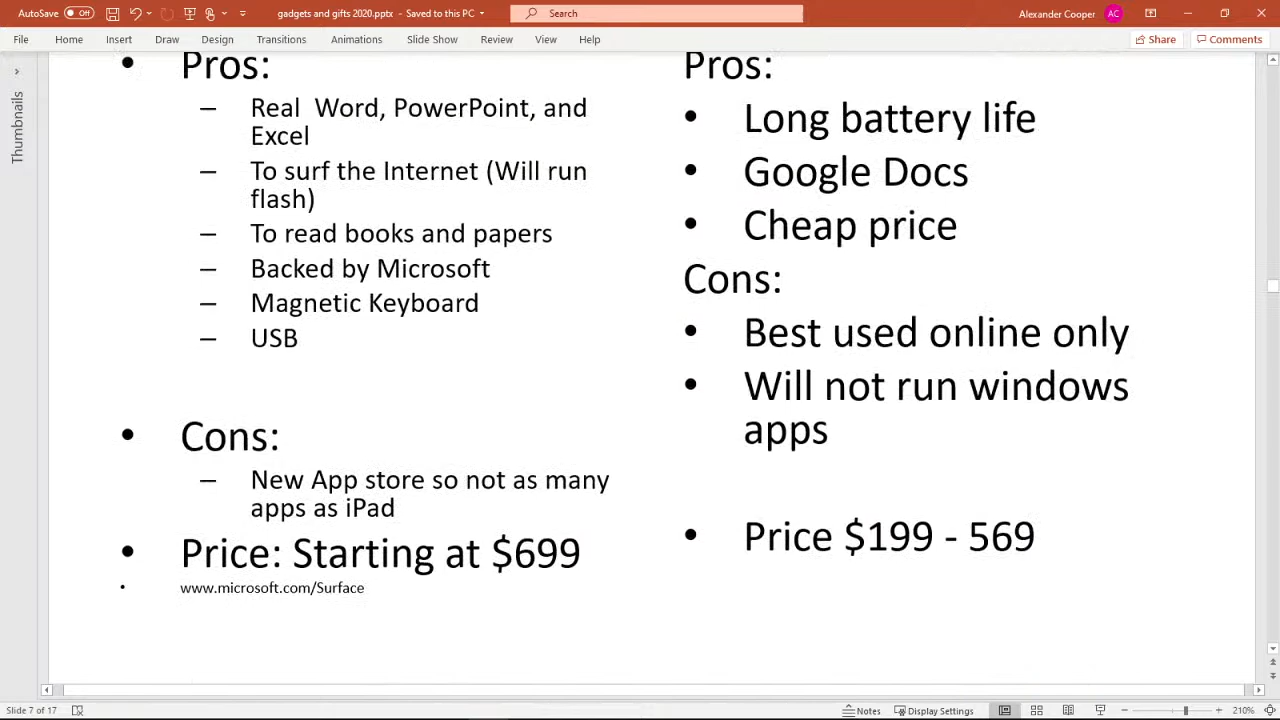 AutoSave Off gadgets and gifts 2020.pptx - Saved to this PC Search Alexander Cooper AC
File Home Insert Draw Design Transitions Animations Slide Show Review View Help Share Comments
Thumbnails
• Pros:
– Real  Word, PowerPoint, and
Excel
– To surf the Internet (Will run
flash)
– To read books and papers
– Backed by Microsoft
– Magnetic Keyboard
– USB
• Cons:
– New App store so not as many
apps as iPad
• Price: Starting at $699
• www.microsoft.com/Surface
Pros:
• Long battery life
• Google Docs
• Cheap price
Cons:
• Best used online only
• Will not run windows
apps
• Price $199 - 569
Slide 7 of 17 Notes Display Settings 210%